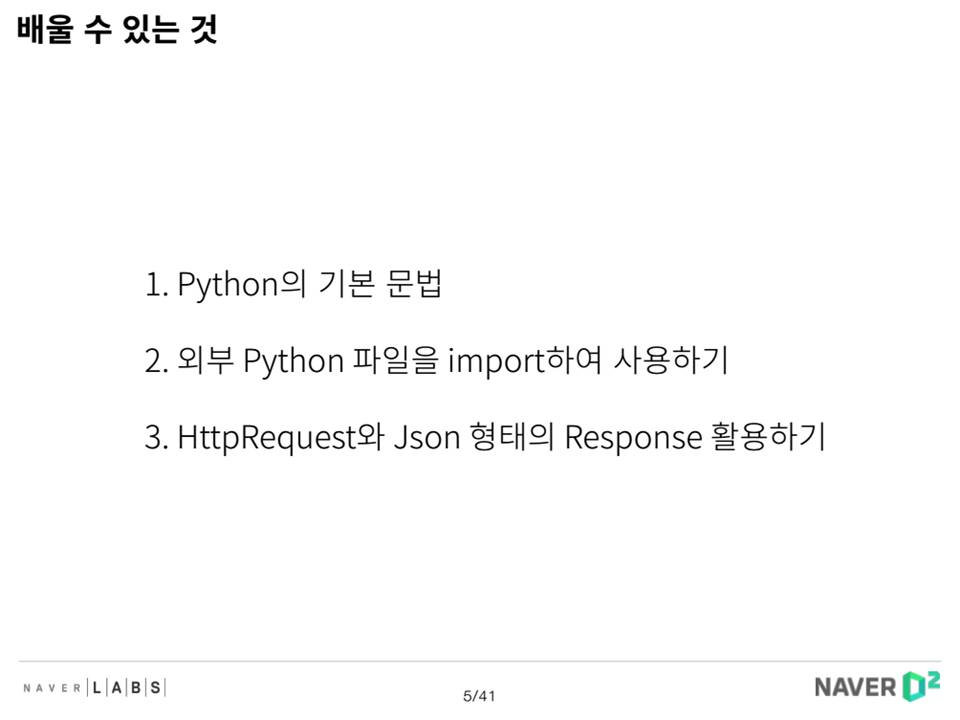 배울 수 있는 것
1. Python의 기본 문법
2. 외부 Python 파일을 import하여 사용하기
3. HttpRequest와 Json 형태의 Response 활용하기
NAVER LABS
5/41
NAVER D2